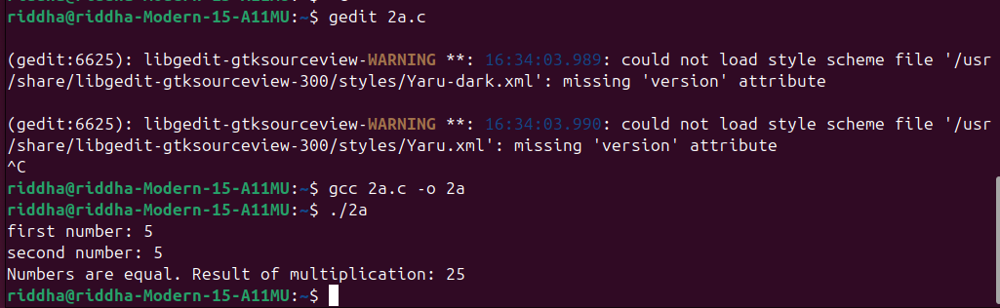 riddha@riddha-Modern-15-A11MU:~$ gedit 2a.c
(gedit:6625): libgedit-gtksourceview-WARNING **: 16:34:03.989: could not load style scheme file '/usr
/share/libgedit-gtksourceview-300/styles/Yaru-dark.xml': missing 'version' attribute
(gedit:6625): libgedit-gtksourceview-WARNING **: 16:34:03.990: could not load style scheme file '/usr
/share/libgedit-gtksourceview-300/styles/Yaru.xml': missing 'version' attribute
^C
riddha@riddha-Modern-15-A11MU:~$ gcc 2a.c -o 2a
riddha@riddha-Modern-15-A11MU:~$ ./2a
first number: 5
second number: 5
Numbers are equal. Result of multiplication: 25
riddha@riddha-Modern-15-A11MU:~$